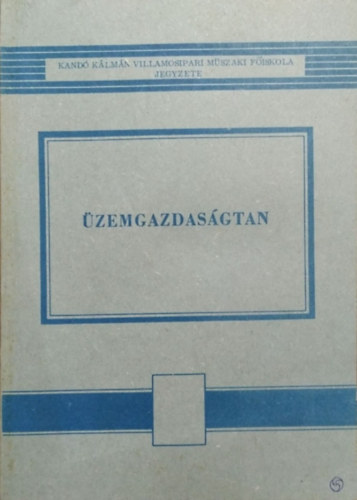 KANDÓ KÁLMÁN VILLAMOSIPARI MŰSZAKI FŐISKOLA
JEGYZETE
ÜZEMGAZDASÁGTAN